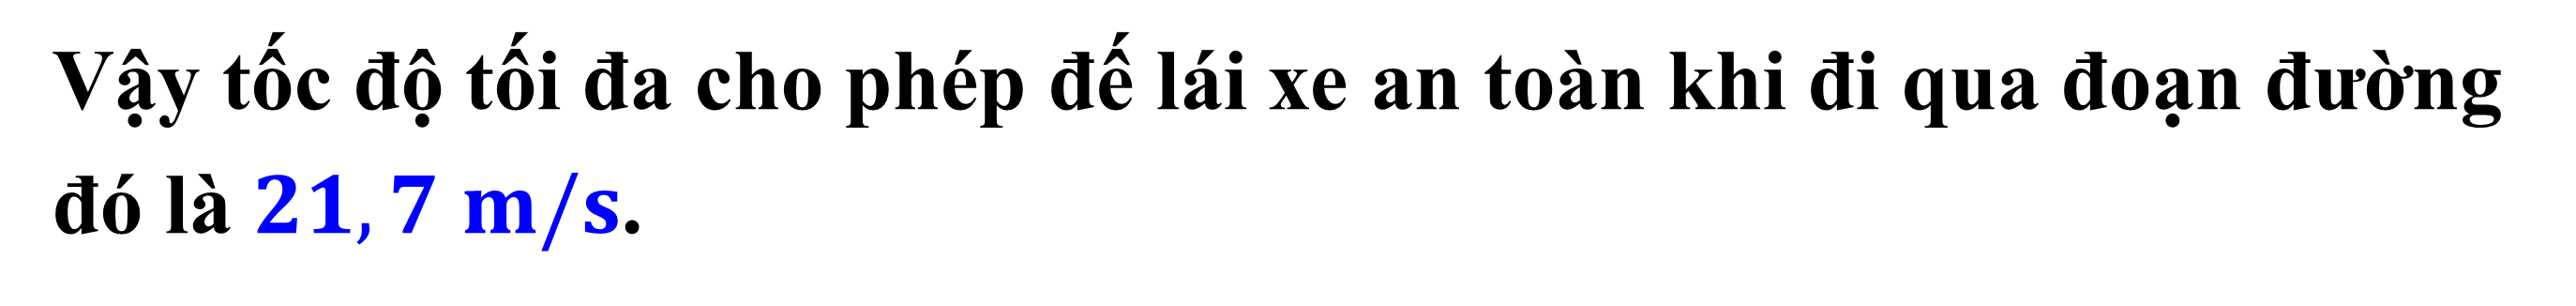 Vậy tốc độ tối đa cho phép đế lái xe an toàn khi đi qua đoạn đường
đó là 21, 7 m/s.